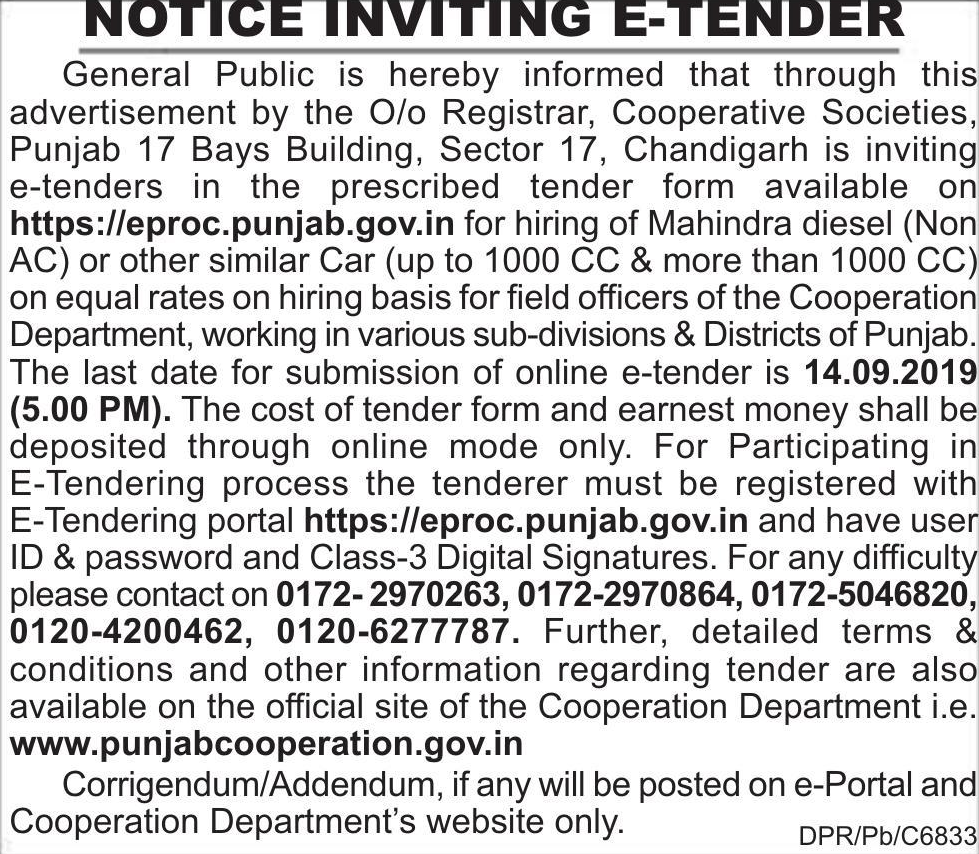 NOTICE INVITING E-TENDER
General Public is hereby informed that through this
advertisement by the O/o Registrar, Cooperative Societies,
Punjab 17 Bays Building, Sector 17, Chandigarh is inviting
e-tenders in the prescribed tender form available on
https://eproc.punjab.gov.in for hiring of Mahindra diesel (Non
AC) or other similar Car (up to 1000 CC & more than 1000 CC)
on equal rates on hiring basis for field officers of the Cooperation
Department, working in various sub-divisions & Districts of Punjab.
The last date for submission of online e-tender is 14.09.2019
(5.00 PM). The cost of tender form and earnest money shall be
deposited through online mode only. For Participating in
E-Tendering process the tenderer must be registered with
E-Tendering portal https://eproc.punjab.gov.in and have user
ID & password and Class-3 Digital Signatures. For any difficulty
please contact on 0172- 2970263, 0172-2970864, 0172-5046820,
0120-4200462, 0120-6277787. Further, detailed terms &
conditions and other information regarding tender are also
available on the official site of the Cooperation Department i.e.
www.punjabcooperation.gov.in
Corrigendum/Addendum, if any will be posted on e-Portal and
Cooperation Department's website only.
DPR/Pb/C6833